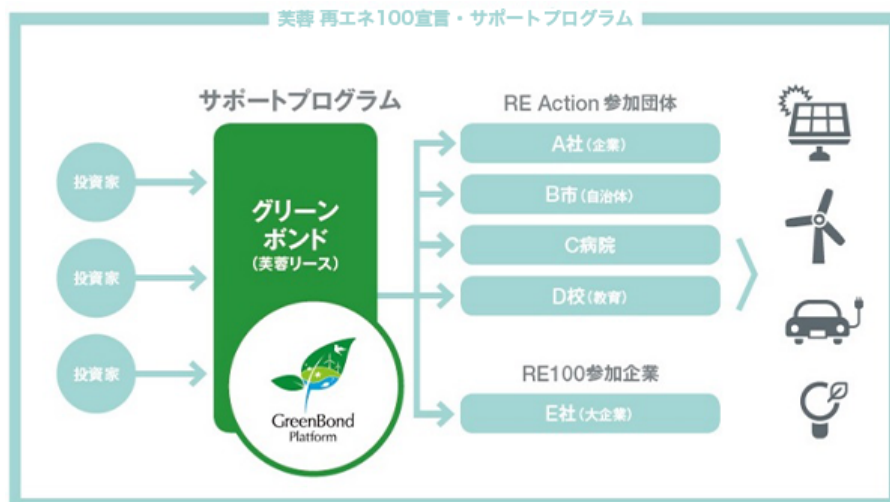 芙蓉 再エネ100宣言・サポートプログラム
サポートプログラム
投資家
投資家
投資家
グリーン
ボンド
(芙蓉リース)
GreenBond
Platform
RE Action 参加団体
A社(企業)
B市(自治体)
C病院
D校(教育)
RE100参加企業
E社(大企業)